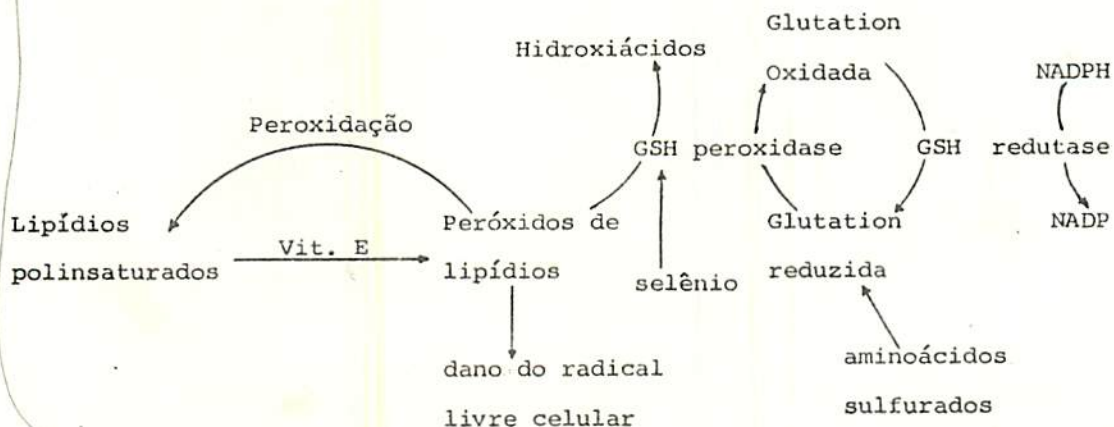 Glutation
Hidroxiácidos
Oxidada
NADPH
Peroxidação
GSH peroxidase
GSH redutase
Lipídios
polinsaturados
Vit. E
Peróxidos de
lipídios
selênio
Glutation
reduzida
NADP
dano do radical
livre celular
aminoácidos
sulfurados